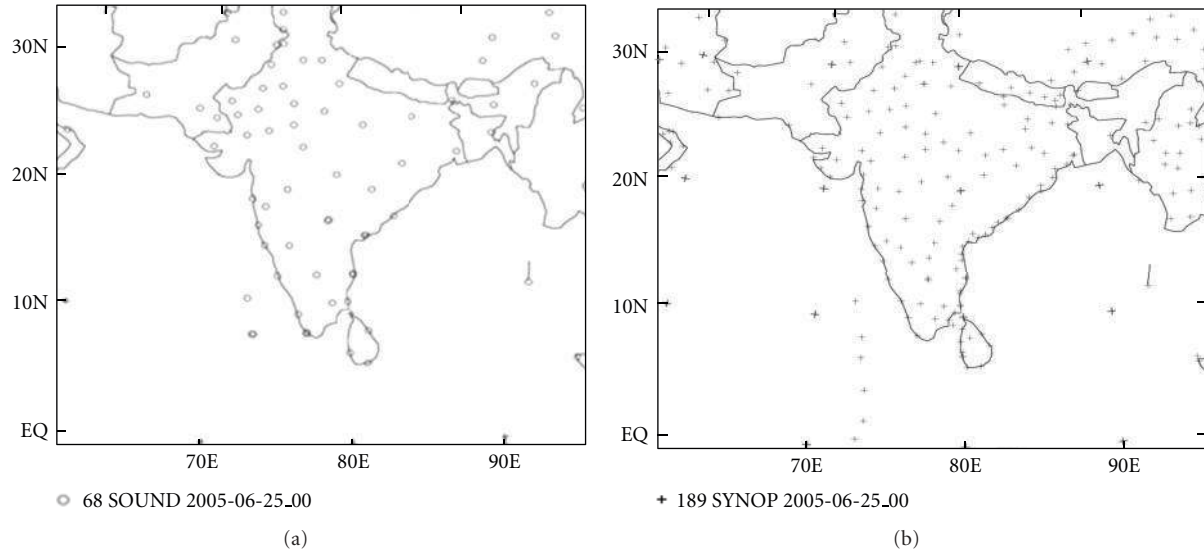 30N
20N
10N
EQ
70E
80E
90E
68 SOUND 2005-06-25_00
(a)
30N
20N
10N
EQ
70E
80E
90E
189 SYNOP 2005-06-25_00
(b)